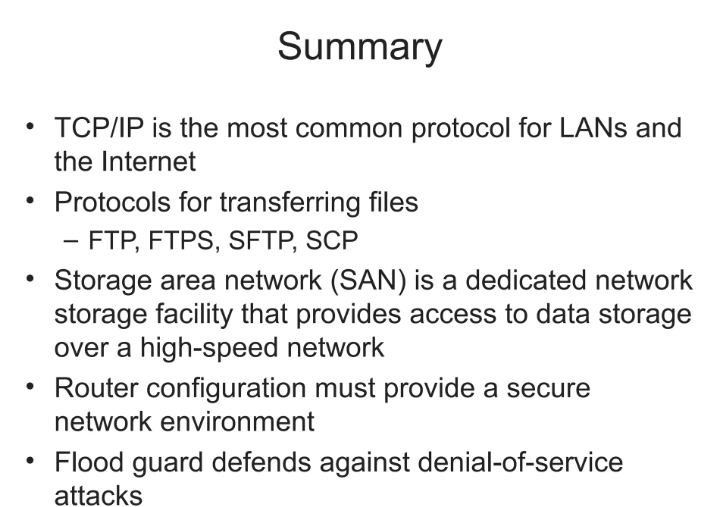 Summary
• TCP/IP is the most common protocol for LANs and
the Internet
• Protocols for transferring files
– FTP, FTPS, SFTP, SCP
• Storage area network (SAN) is a dedicated network
storage facility that provides access to data storage
over a high-speed network
• Router configuration must provide a secure
network environment
• Flood guard defends against denial-of-service
attacks